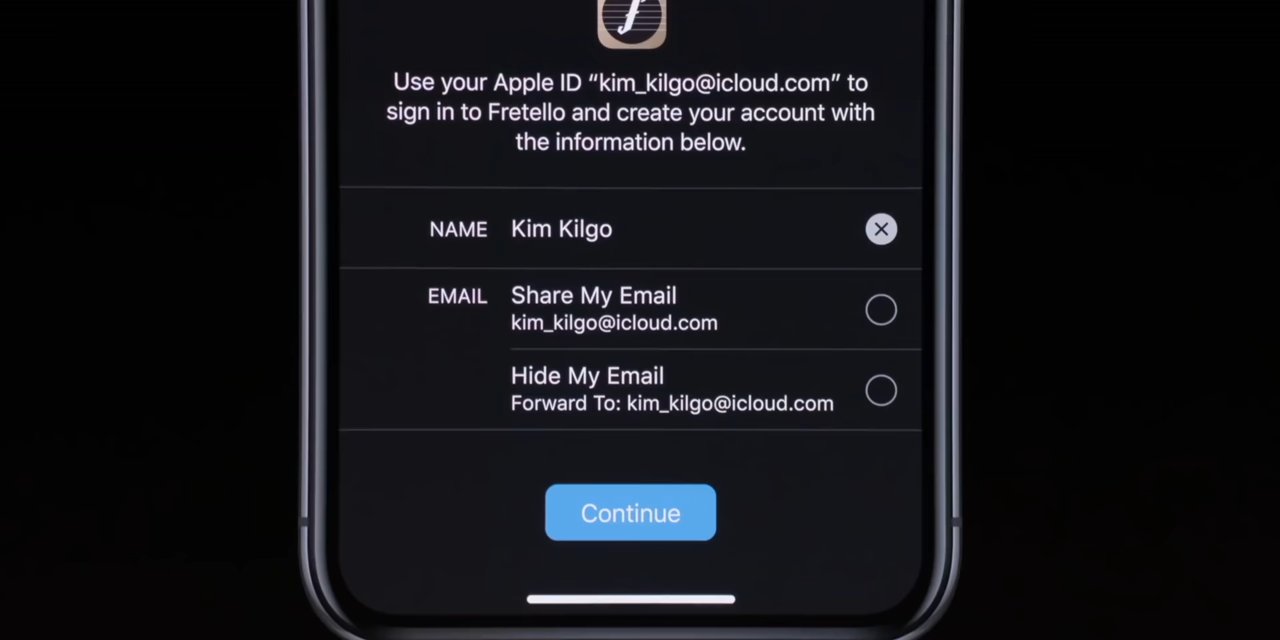 Use your Apple ID “kim_kilgo@icloud.com” to
sign in to Fretello and create your account with
the information below.
NAME Kim Kilgo
EMAIL Share My Email
kim_kilgo@icloud.com
Hide My Email
Forward To: kim_kilgo@icloud.com
Continue